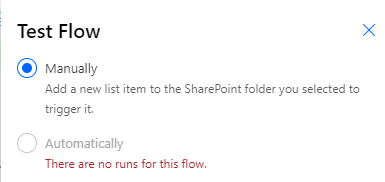 Test Flow
Manually
Add a new list item to the SharePoint folder you selected to
trigger it.
Automatically
There are no runs for this flow.